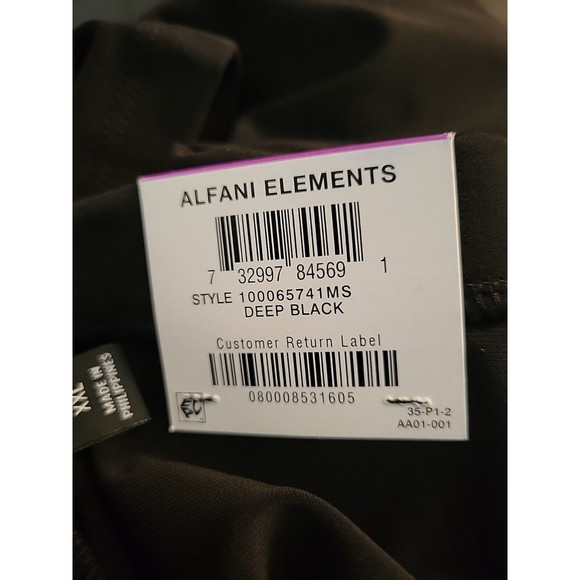 ALFANI ELEMENTS
7 32997 84569 1
STYLE 100065741MS
DEEP BLACK
Customer Return Label
080008531605
35-P1-2
AA01-001
XXL
MADE IN
PHILIPPINES